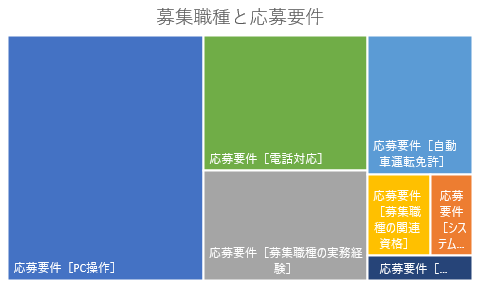 募集職種と応募要件
応募要件［PC操作］
応募要件［電話対応］
応募要件［募集職種の実務経
験］
応募要件［自動
車運転免許］
応募要件
［募集職
種の関連
資格］
応募
要件
［シス
テム...
応募要件［...